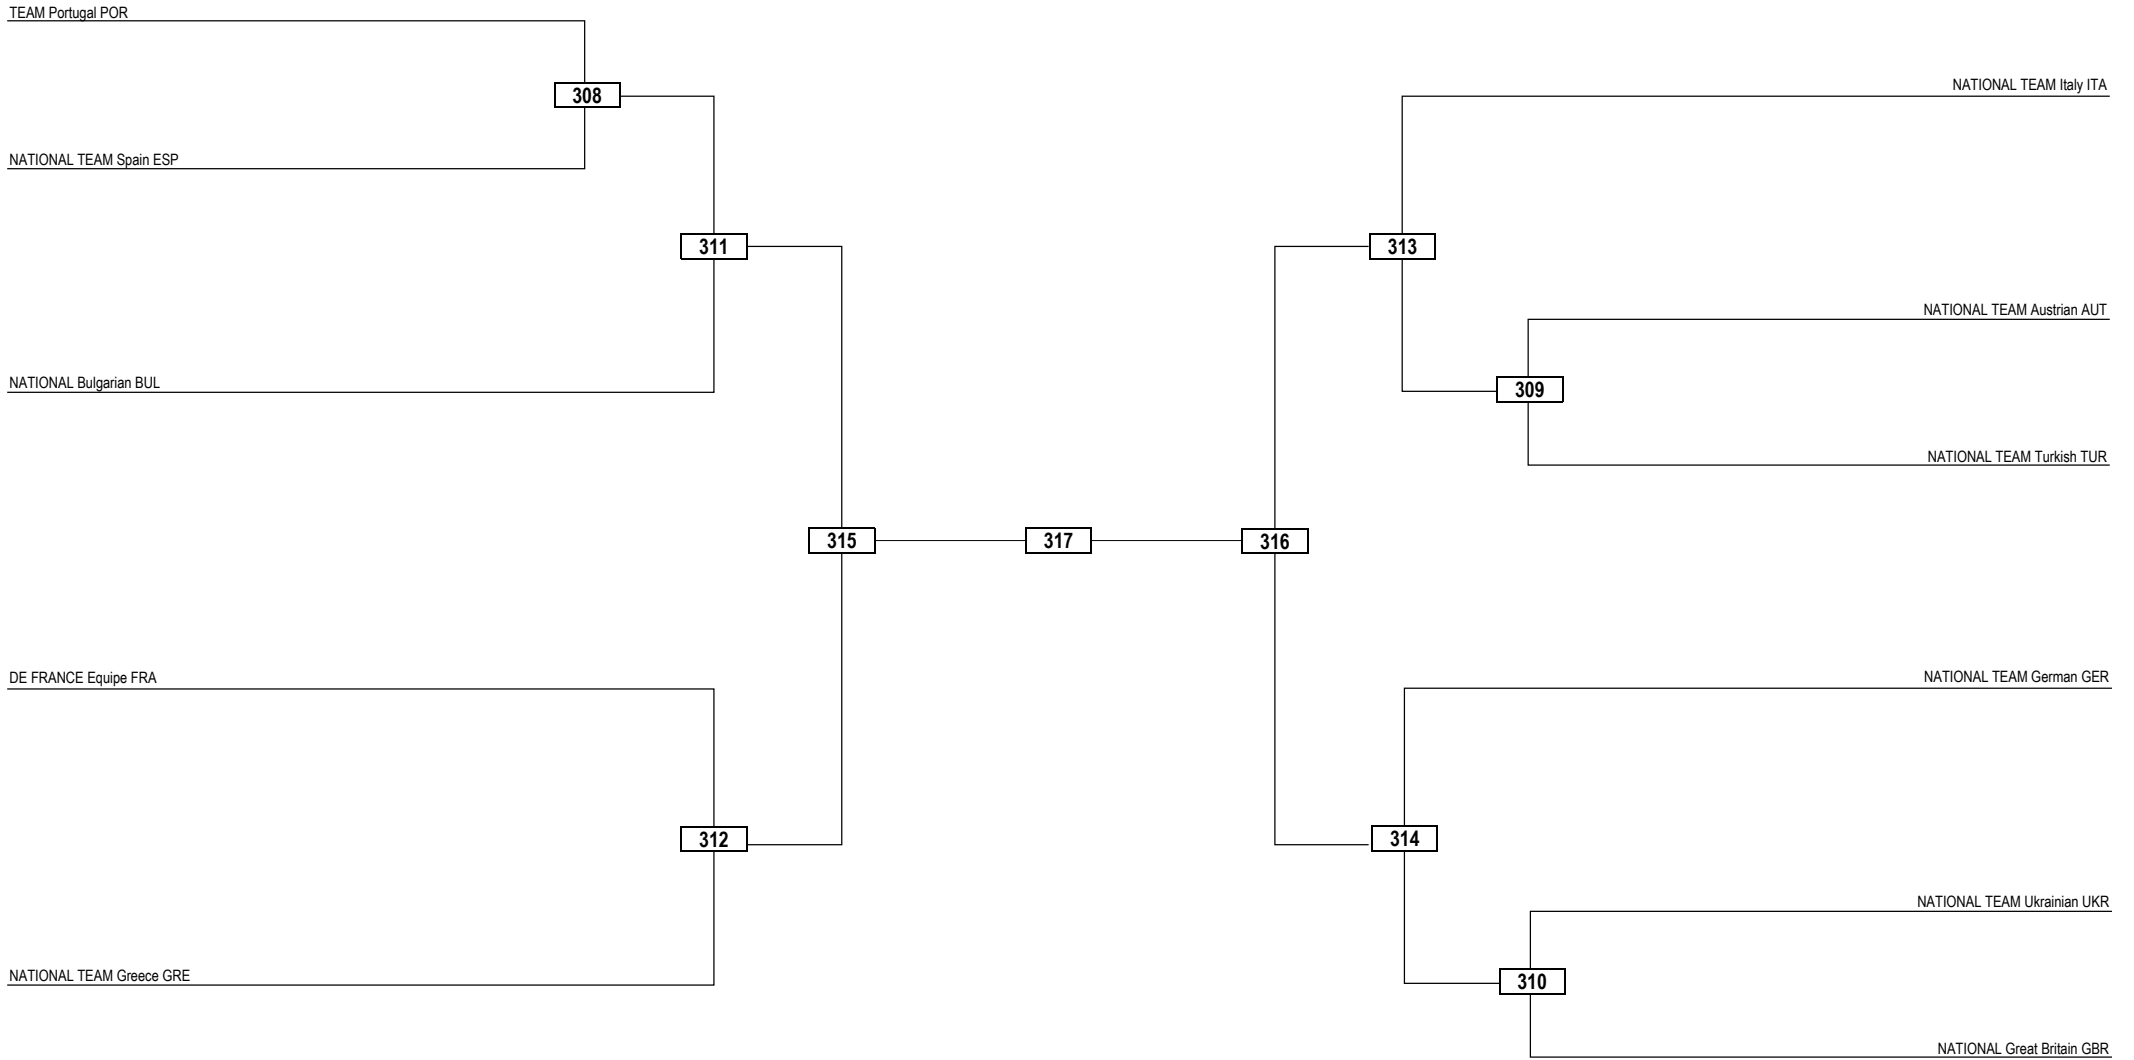 TEAM Portugal POR
308
NATIONAL TEAM Spain ESP
311
NATIONAL Bulgarian BUL
315
DE FRANCE Equipe FRA
312
NATIONAL TEAM Greece GRE
317
NATIONAL TEAM Italy ITA
313
NATIONAL TEAM Austrian AUT
309
NATIONAL TEAM Turkish TUR
316
NATIONAL TEAM German GER
314
NATIONAL TEAM Ukrainian UKR
310
NATIONAL Great Britain GBR